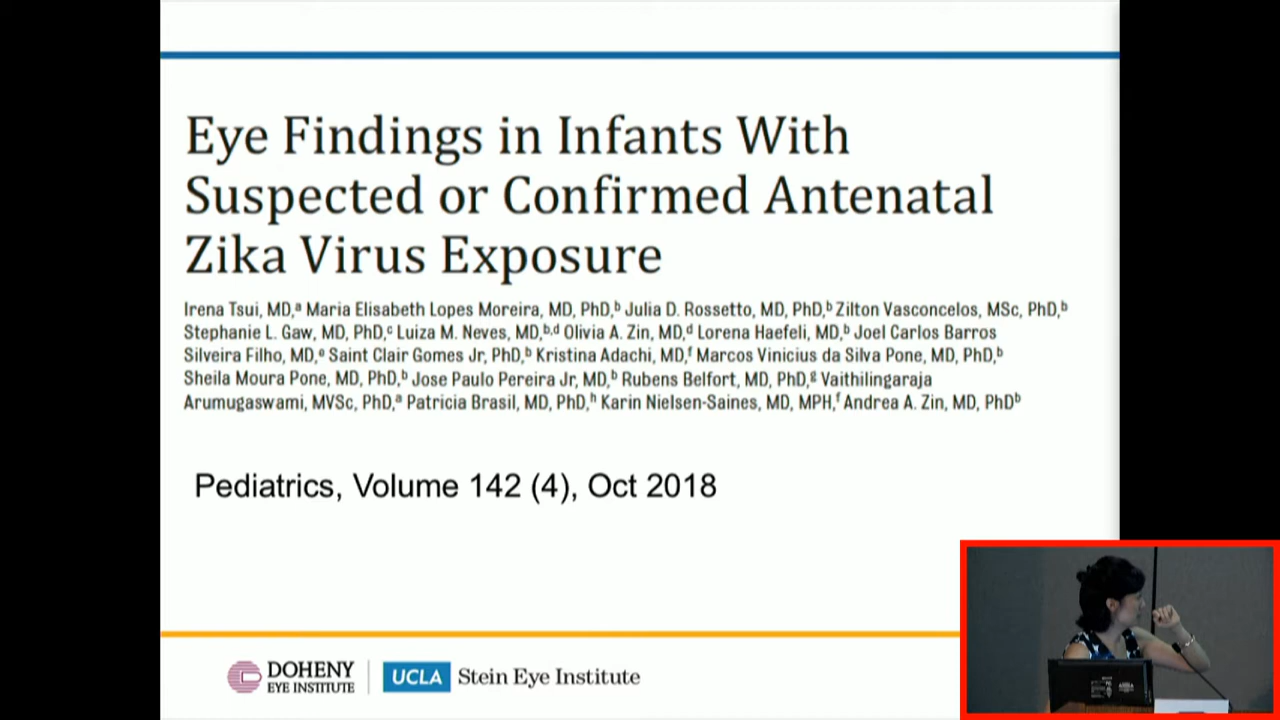 Eye Findings in Infants With
Suspected or Confirmed Antenatal
Zika Virus Exposure
Irena Tsui, MD,ª Maria Elisabeth Lopes Moreira, MD, PhD,ᵇ Julia D. Rossetto, MD, PhD,ᵇ Zilton Vasconcelos, MSc, PhD,ᵇ
Stephanie L. Gaw, MD, PhD,ᶜ Luiza M. Neves, MD,ᵇ,ᵈ Olivia A. Zin, MD,ᵈ Lorena Haefeli, MD,ᵇ Joel Carlos Barros
Silveira Filho, MD,ᵉ Saint Clair Gomes Jr, PhD,ᵇ Kristina Adachi, MD,ᶠ Marcos Vinicius da Silva Pone, MD, PhD,ᵇ
Sheila Moura Pone, MD, PhD,ᵇ Jose Paulo Pereira Jr, MD,ᵇ Rubens Belfort, MD, PhD,ᵍ Vaithilingaraja
Arumugaswami, MVSc, PhD,ª Patricia Brasil, MD, PhD,ʰ Karin Nielsen-Saines, MD, MPH,ᶠ Andrea A. Zin, MD, PhDᵇ
Pediatrics, Volume 142 (4), Oct 2018
DOHENY
EYE INSTITUTE
UCLA Stein Eye Institute